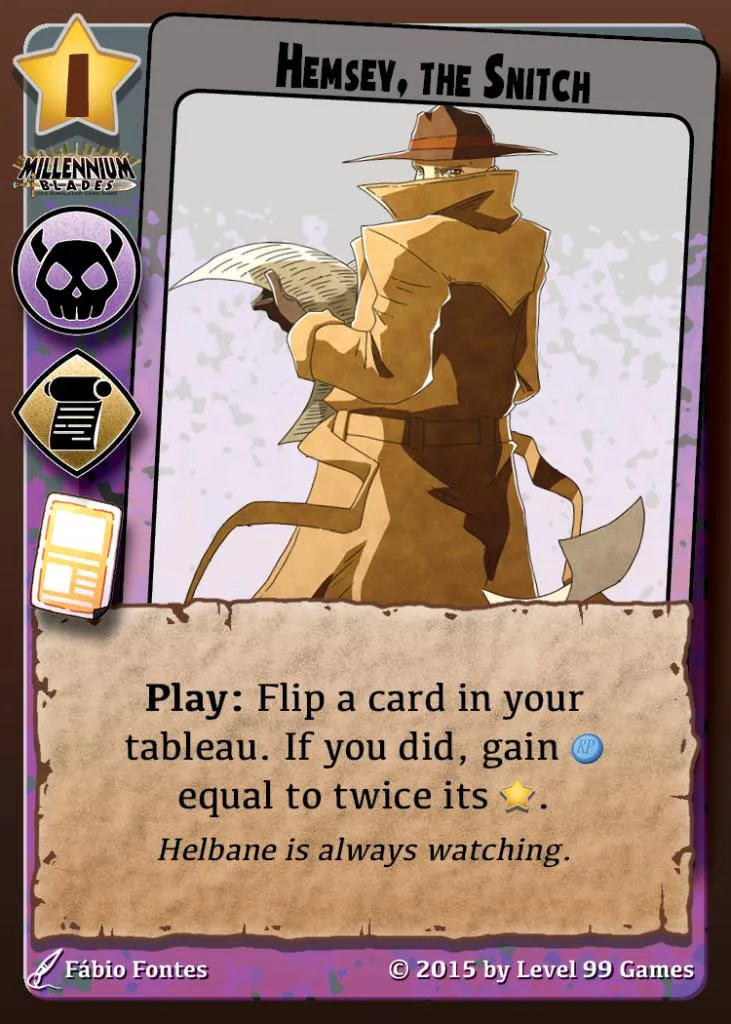 HEMSEY, THE SNITCH
1
MILLENNIUM
BLADES
Play: Flip a card in your
tableau. If you did, gain RP
equal to twice its ⭐.
Helbane is always watching.
Fábio Fontes
© 2015 by Level 99 Games